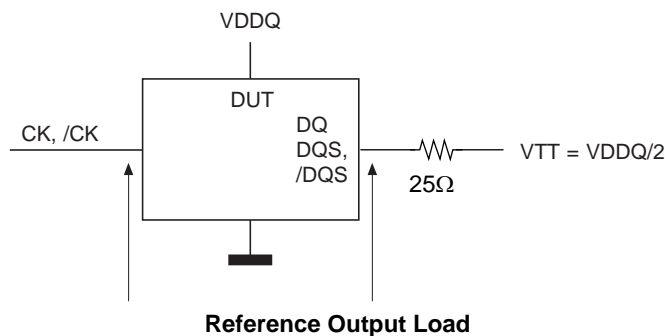 VDDQ
DUT
CK, /CK
DQ
DQS,
/DQS
VTT = VDDQ/2
25Ω
Reference Output Load